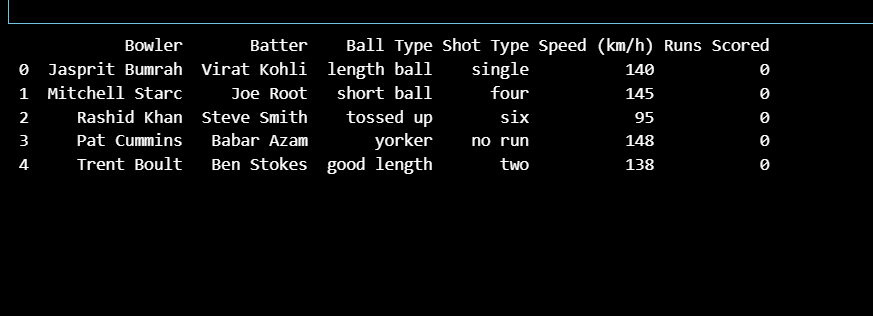 Bowler Batter Ball Type Shot Type Speed (km/h) Runs Scored
0 Jasprit Bumrah Virat Kohli length ball single 140 0
1 Mitchell Starc Joe Root short ball four 145 0
2 Rashid Khan Steve Smith tossed up six 95 0
3 Pat Cummins Babar Azam yorker no run 148 0
4 Trent Boult Ben Stokes good length two 138 0